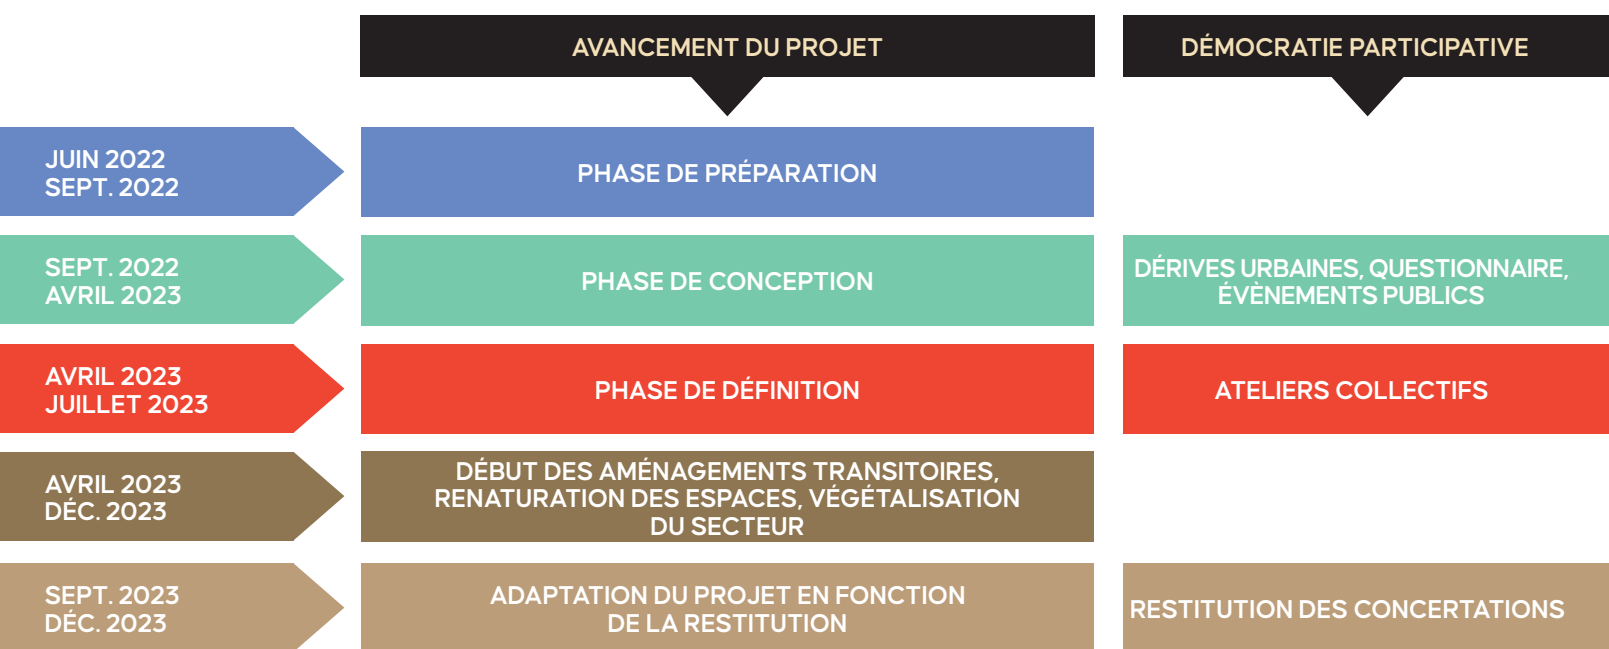 AVANCEMENT DU PROJET
DÉMOCRATIE PARTICIPATIVE
JUIN 2022
SEPT. 2022
PHASE DE PRÉPARATION
SEPT. 2022
AVRIL 2023
PHASE DE CONCEPTION
DÉRIVES URBAINES, QUESTIONNAIRE,
ÉVÈNEMENTS PUBLICS
AVRIL 2023
JUILLET 2023
PHASE DE DÉFINITION
ATELIERS COLLECTIFS
AVRIL 2023
DÉC. 2023
DÉBUT DES AMÉNAGEMENTS TRANSITOIRES,
RENATURATION DES ESPACES, VÉGÉTALISATION
DU SECTEUR
SEPT. 2023
DÉC. 2023
ADAPTATION DU PROJET EN FONCTION
DE LA RESTITUTION
RESTITUTION DES CONCERTATIONS